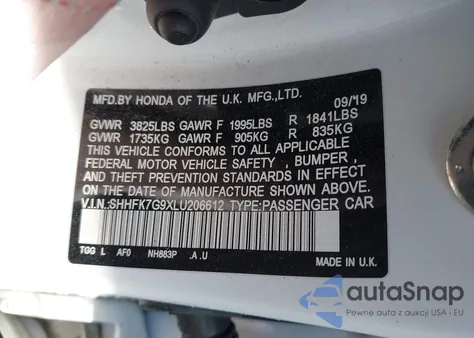 MFD.BY HONDA OF THE U.K.MFG.,LTD. 09/'19
GVWR 3825LBS GAWR F 1995LBS R 1841LBS
GVWR 1735KG GAWR F 905KG R 835KG
THIS VEHICLE CONFORMS TO ALL APPLICABLE
FEDERAL MOTOR VEHICLE SAFETY , BUMPER ,
AND THEFT PREVENTION STANDARDS IN EFFECT
ON THE DATE OF MANUFACTURE SHOWN ABOVE.
V.I.N.:SHHFK7G9XLU206612 TYPE:PASSENGER CAR
TGG L AF0 NH883P .A.U
MADE IN U.K.
autoSnap
Pewne auta z aukcji USA i EU